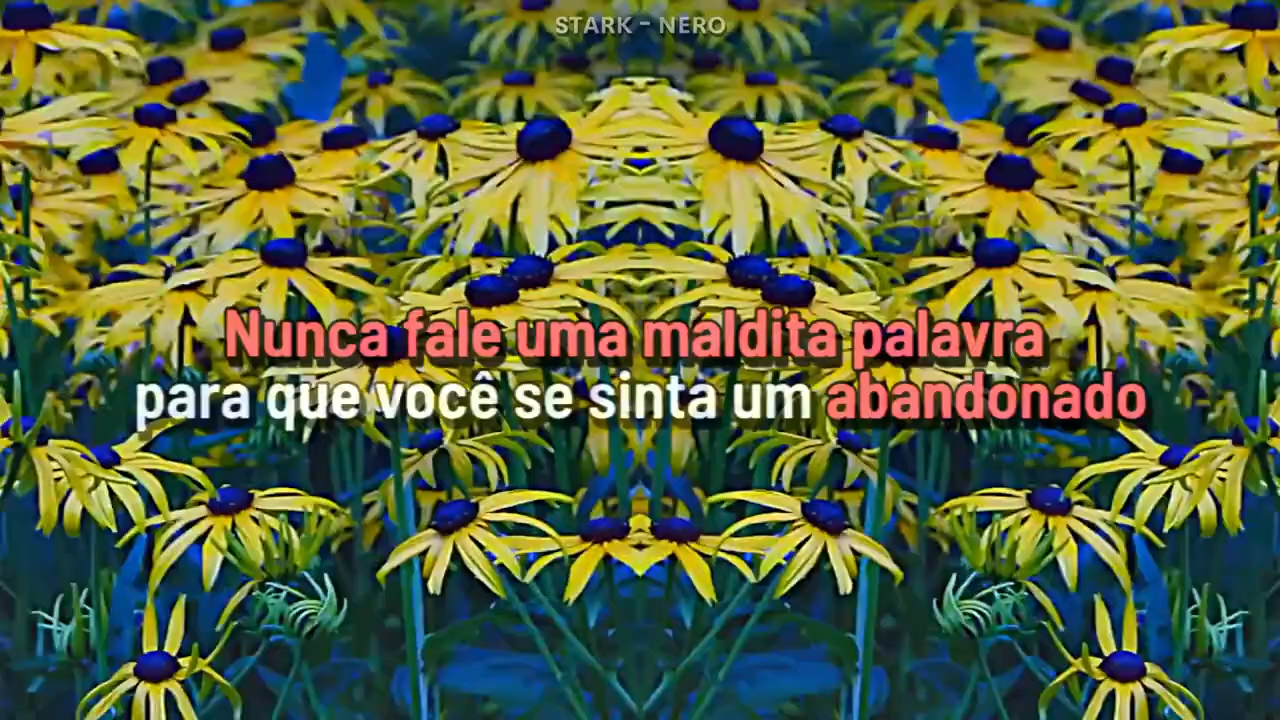 STARK - NERO
Nunca fale uma maldita palavra
para que você se sinta um abandonado